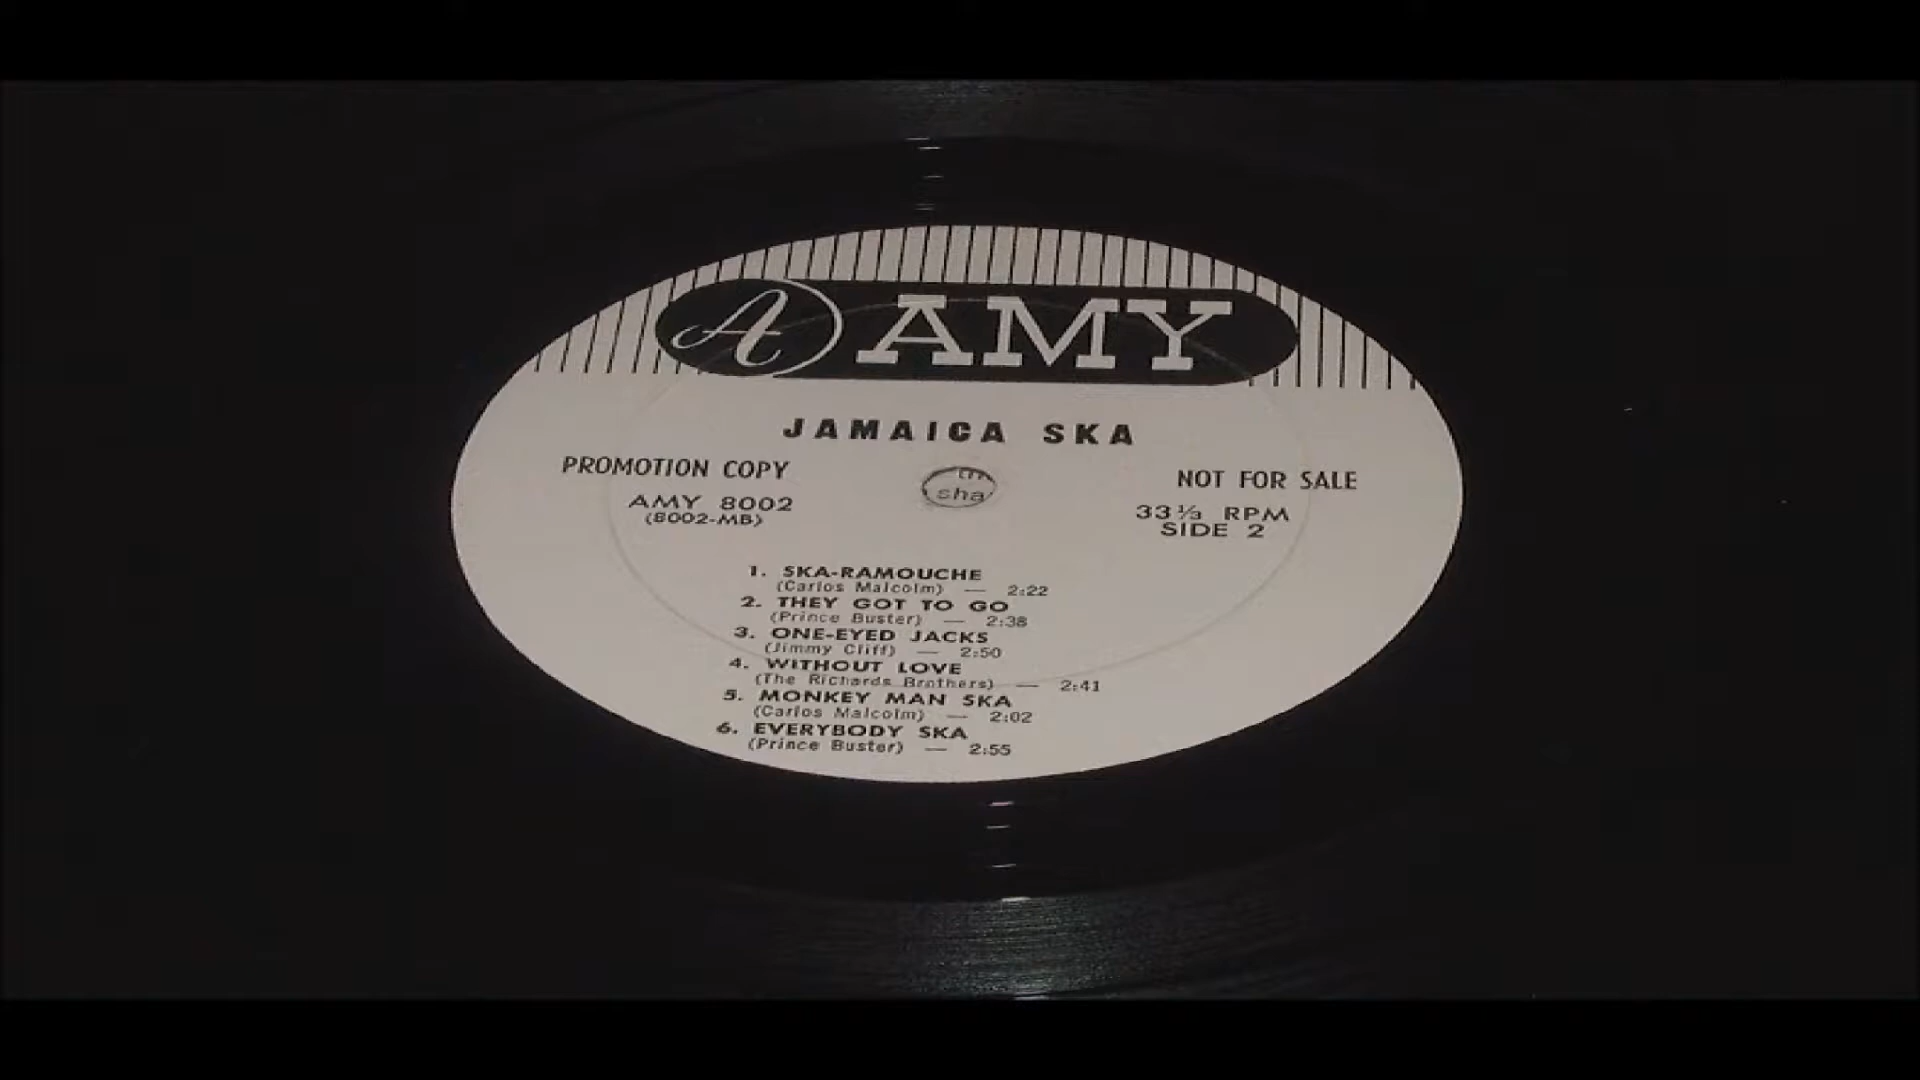 A AMY
JAMAICA SKA
PROMOTION COPY
NOT FOR SALE
AMY 8002
(8002-MB)
33⅓ RPM
SIDE 2
sha
1. SKA-RAMOUCHE
(Carlos Malcolm) — 2:22
2. THEY GOT TO GO
(Prince Buster) — 2:38
3. ONE-EYED JACKS
(Jimmy Cliff) — 2:50
4. WITHOUT LOVE
(The Richards Brothers) — 2:41
5. MONKEY MAN SKA
(Carlos Malcolm) — 2:02
6. EVERYBODY SKA
(Prince Buster) — 2:55